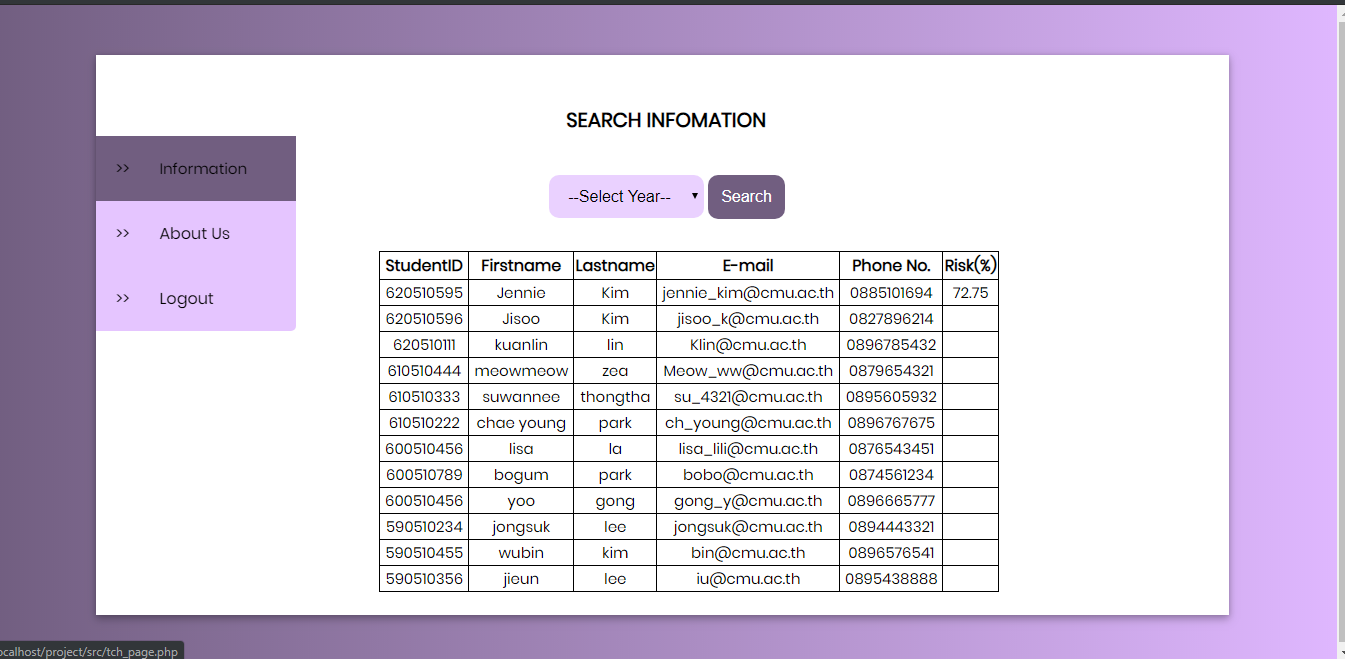 SEARCH INFOMATION
>> Information
>> About Us
>> Logout
--Select Year-- Search
StudentID Firstname Lastname E-mail Phone No. Risk(%)
620510595 Jennie Kim jennie_kim@cmu.ac.th 0885101694 72.75
620510596 Jisoo Kim jisoo_k@cmu.ac.th 0827896214
620510111 kuanlin lin Klin@cmu.ac.th 0896785432
610510444 meowmeow zea Meow_ww@cmu.ac.th 0879654321
610510333 suwannee thongtha su_4321@cmu.ac.th 0895605932
610510222 chae young park ch_young@cmu.ac.th 0896767675
600510456 lisa la lisa_lili@cmu.ac.th 0876543451
600510789 bogum park bobo@cmu.ac.th 0874561234
600510456 yoo gong gong_y@cmu.ac.th 0896665777
590510234 jongsuk lee jongsuk@cmu.ac.th 0894443321
590510455 wubin kim bin@cmu.ac.th 0896576541
590510356 jieun lee iu@cmu.ac.th 0895438888
ocalhost/project/src/tch_page.php